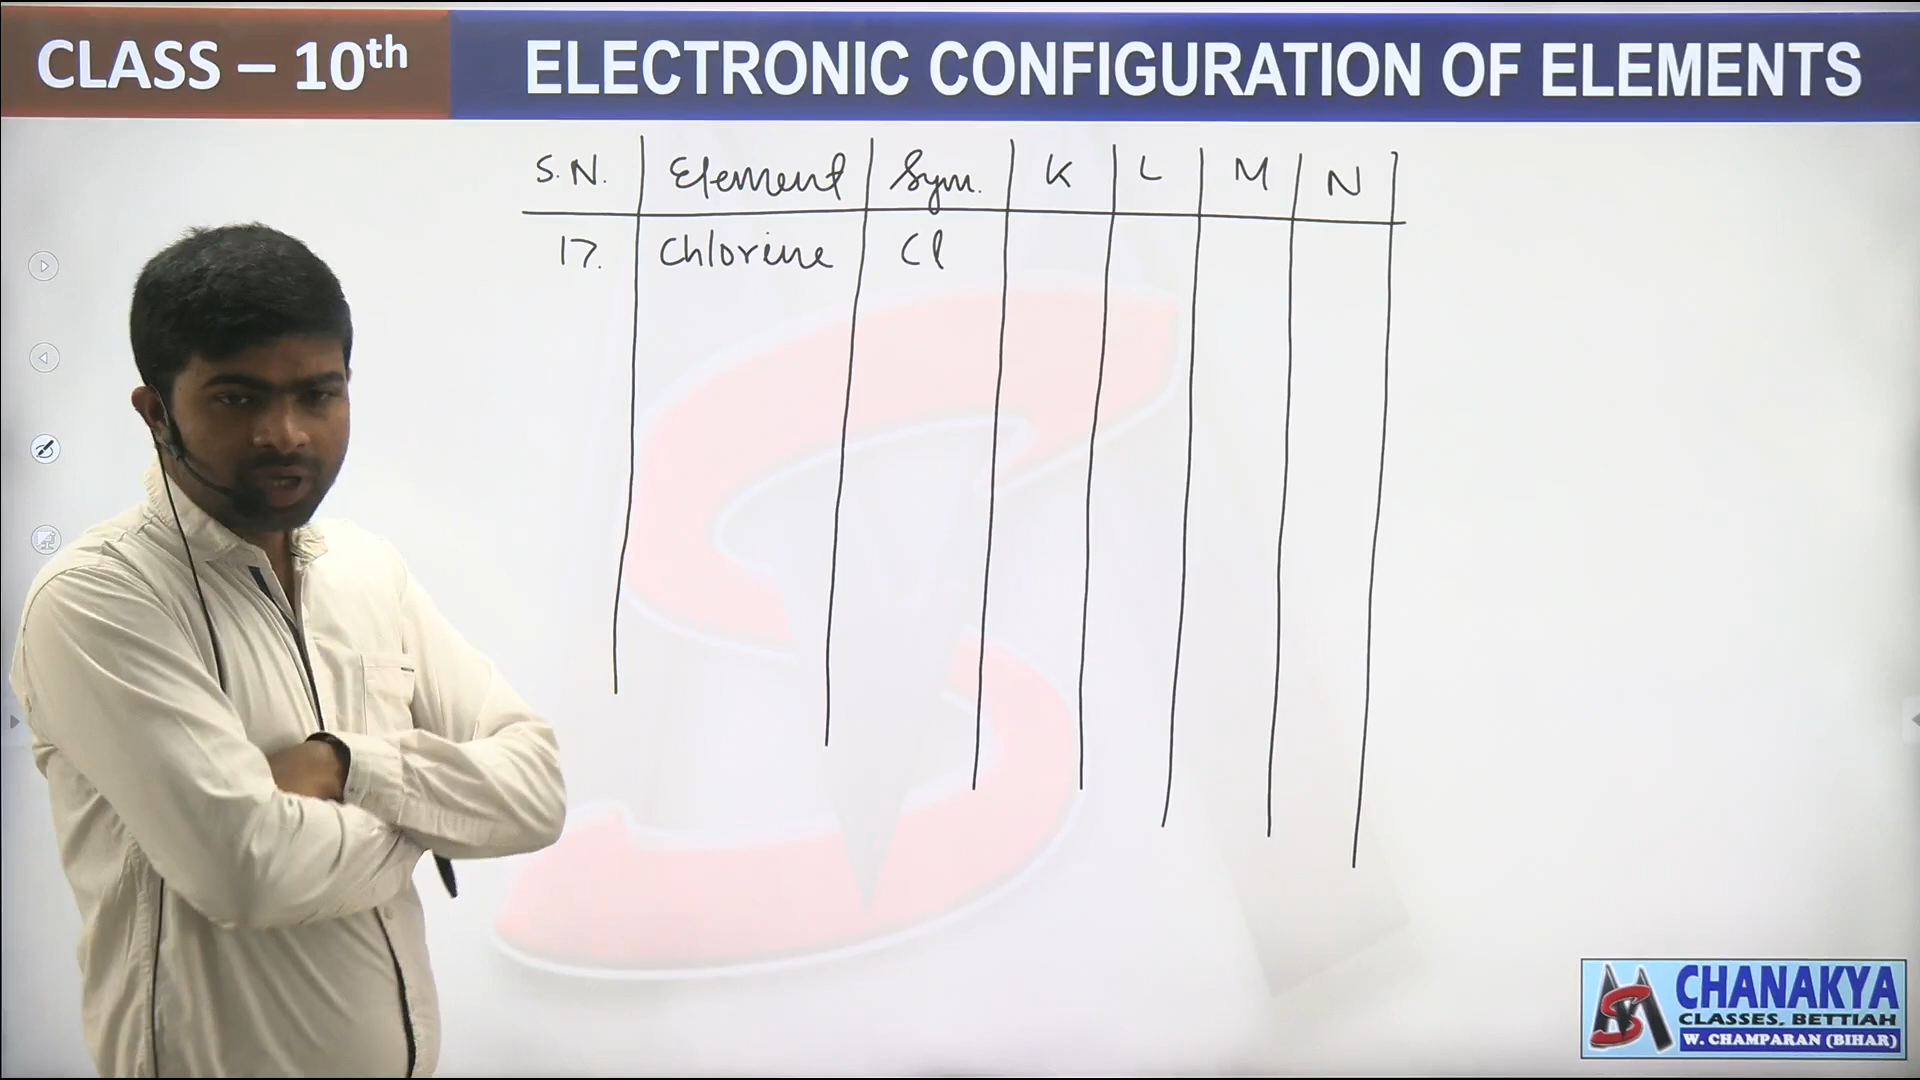 CLASS – 10th
ELECTRONIC CONFIGURATION OF ELEMENTS
S.N. Element Sym. K L M N
17. Chlorine Cl
CHANAKYA
CLASSES, BETTIAH
W. CHAMPARAN (BIHAR)